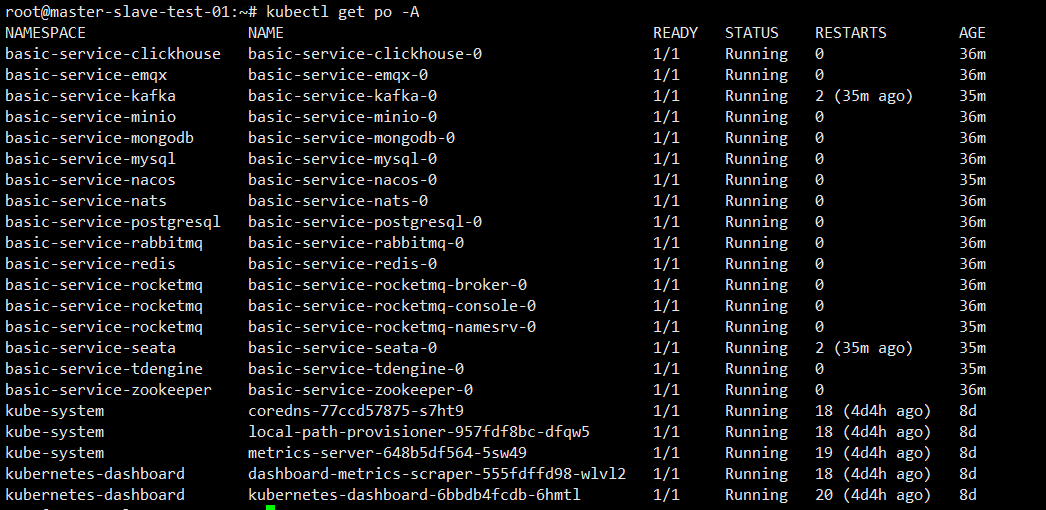 root@master-slave-test-01:~# kubectl get po -A
NAMESPACE NAME READY STATUS RESTARTS AGE
basic-service-clickhouse basic-service-clickhouse-0 1/1 Running 0 36m
basic-service-emqx basic-service-emqx-0 1/1 Running 0 36m
basic-service-kafka basic-service-kafka-0 1/1 Running 2 (35m ago) 35m
basic-service-minio basic-service-minio-0 1/1 Running 0 36m
basic-service-mongodb basic-service-mongodb-0 1/1 Running 0 36m
basic-service-mysql basic-service-mysql-0 1/1 Running 0 36m
basic-service-nacos basic-service-nacos-0 1/1 Running 0 35m
basic-service-nats basic-service-nats-0 1/1 Running 0 36m
basic-service-postgresql basic-service-postgresql-0 1/1 Running 0 36m
basic-service-rabbitmq basic-service-rabbitmq-0 1/1 Running 0 36m
basic-service-redis basic-service-redis-0 1/1 Running 0 36m
basic-service-rocketmq basic-service-rocketmq-broker-0 1/1 Running 0 36m
basic-service-rocketmq basic-service-rocketmq-console-0 1/1 Running 0 36m
basic-service-rocketmq basic-service-rocketmq-namesrv-0 1/1 Running 0 35m
basic-service-seata basic-service-seata-0 1/1 Running 2 (35m ago) 35m
basic-service-tdengine basic-service-tdengine-0 1/1 Running 0 35m
basic-service-zookeeper basic-service-zookeeper-0 1/1 Running 0 36m
kube-system coredns-77ccd57875-s7ht9 1/1 Running 18 (4d4h ago) 8d
kube-system local-path-provisioner-957fdf8bc-dfqw5 1/1 Running 18 (4d4h ago) 8d
kube-system metrics-server-648b5df564-5sw49 1/1 Running 19 (4d4h ago) 8d
kubernetes-dashboard dashboard-metrics-scraper-555fdffd98-wlvl2 1/1 Running 18 (4d4h ago) 8d
kubernetes-dashboard kubernetes-dashboard-6bbdb4fcdb-6hmtl 1/1 Running 20 (4d4h ago) 8d